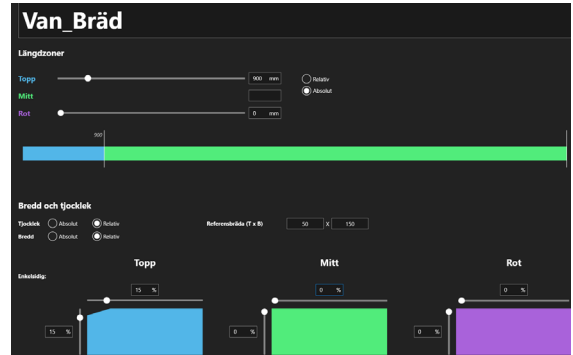 Van_Bräd
Längdzoner
Topp 900 mm Relativ
Mitt Absolut
Rot 0 mm
900
Bredd och tjocklek
Tjocklek Absolut Relativ Referensbräda (T x B) 50 X 150
Bredd Absolut Relativ
Topp Mitt Rot
Enkelsidig:
15 % 0 % 0 %
15 % 0 % 0 %